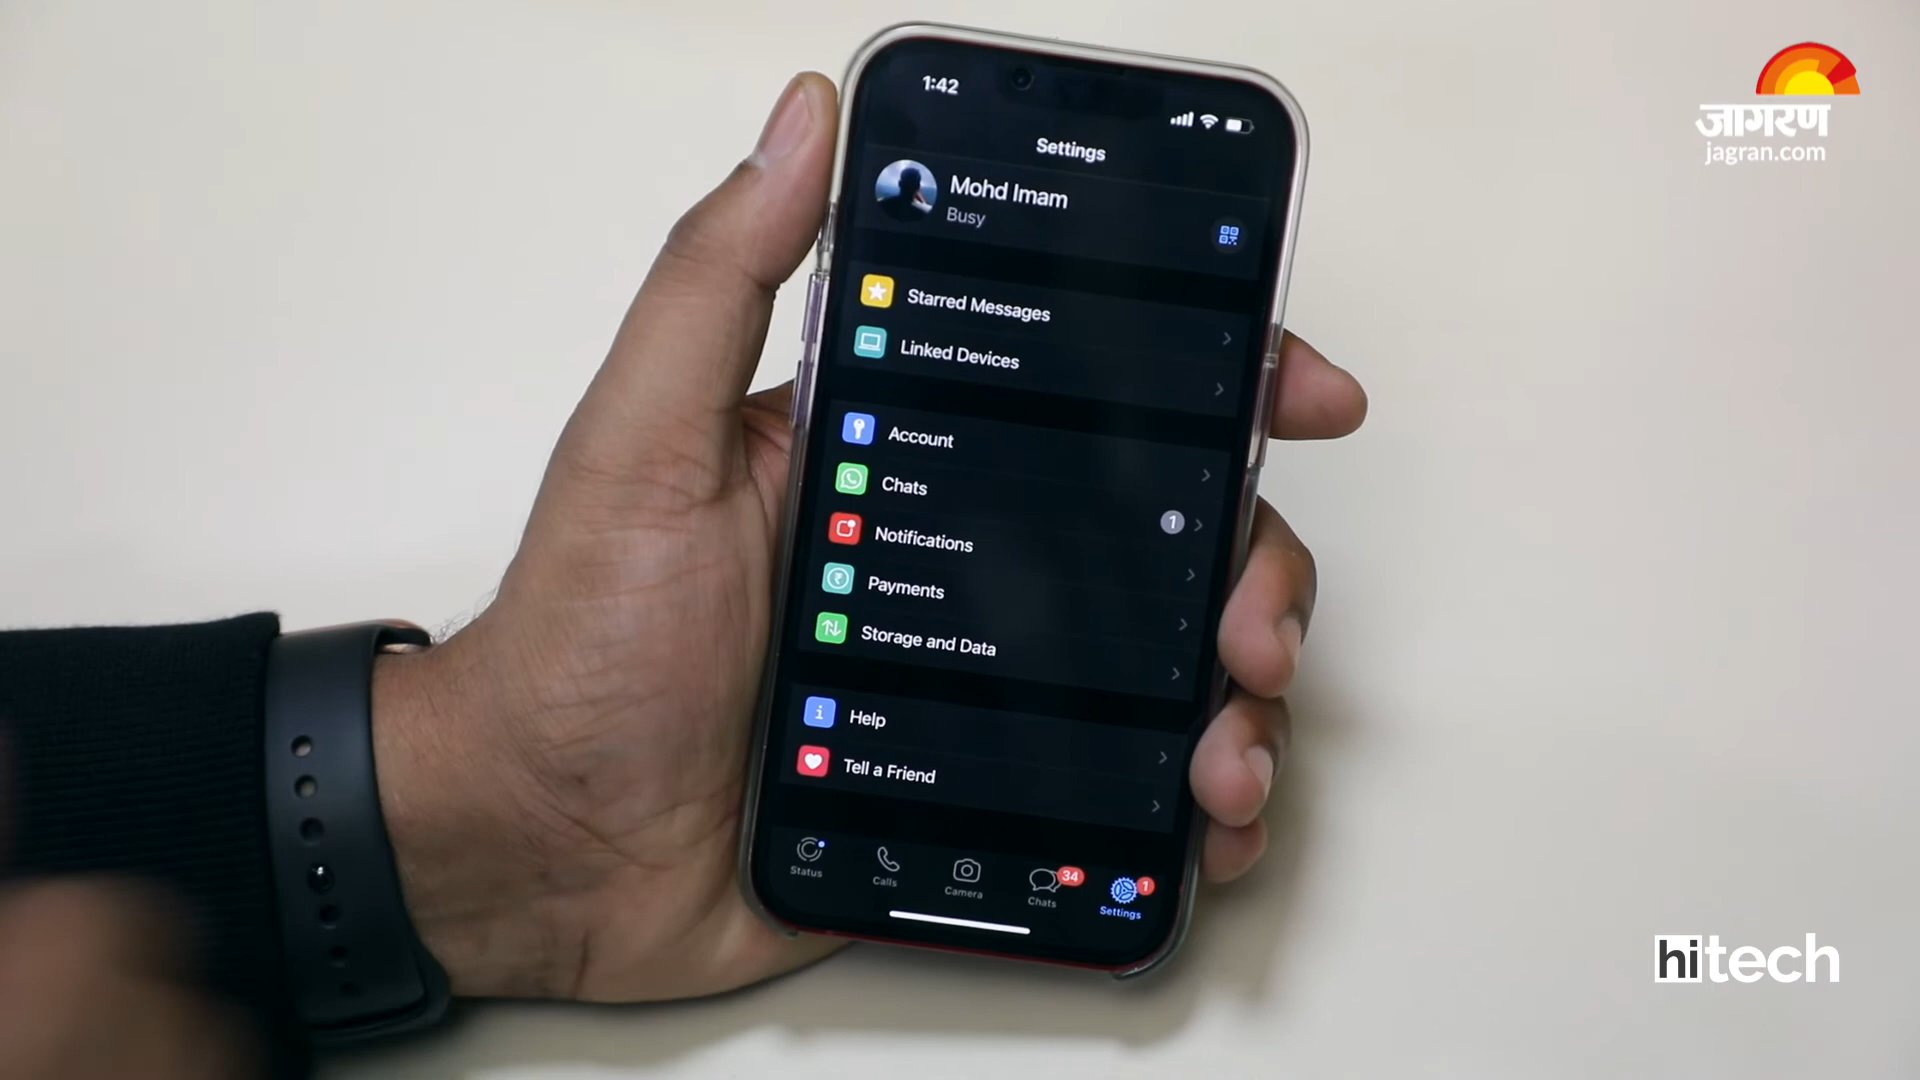 1:42
जागरण
jagran.com
Settings
Mohd Imam
Busy
Starred Messages
Linked Devices
Account
Chats
1
Notifications
Payments
Storage and Data
Help
Tell a Friend
Status
Calls
Camera
34
Chats
1
Settings
hitech